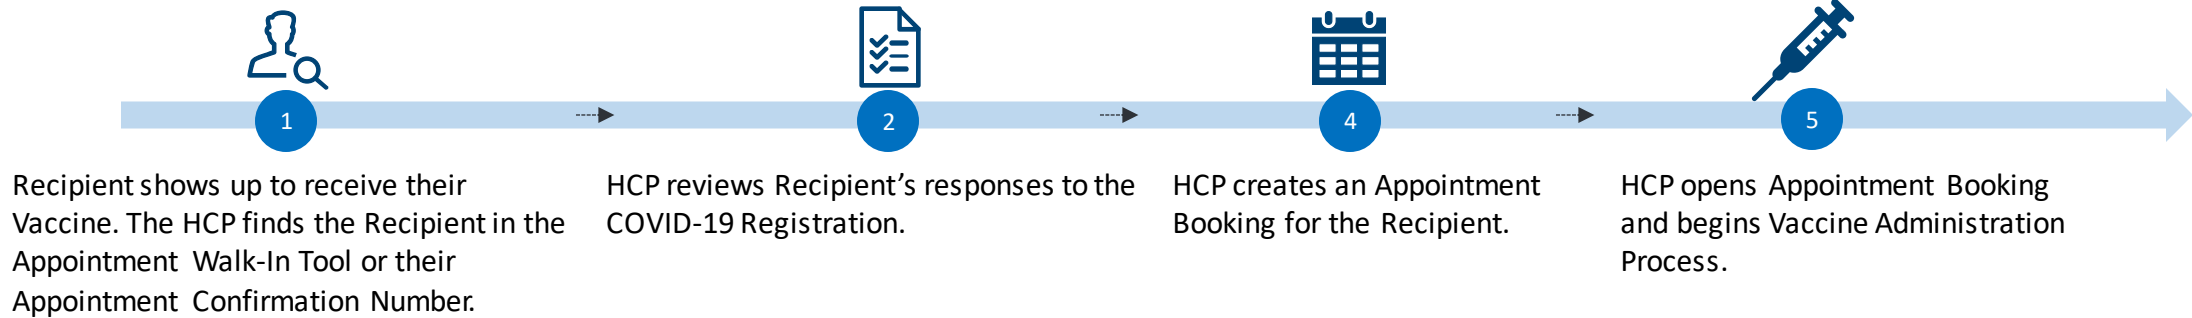 1
2
4
5
Recipient shows up to receive their
Vaccine. The HCP finds the Recipient in the
Appointment Walk-In Tool or their
Appointment Confirmation Number.
HCP reviews Recipient's responses to the
COVID-19 Registration.
HCP creates an Appointment
Booking for the Recipient.
HCP opens Appointment Booking
and begins Vaccine Administration
Process.